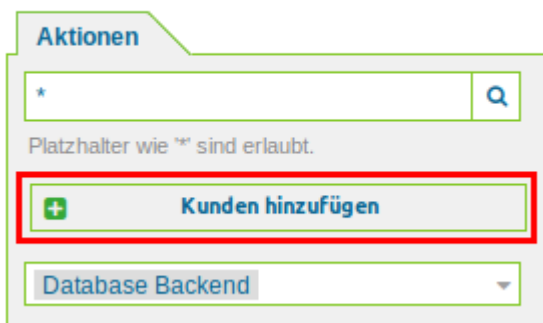 Aktionen
*
Platzhalter wie '*' sind erlaubt.
Kunden hinzufügen
Database Backend